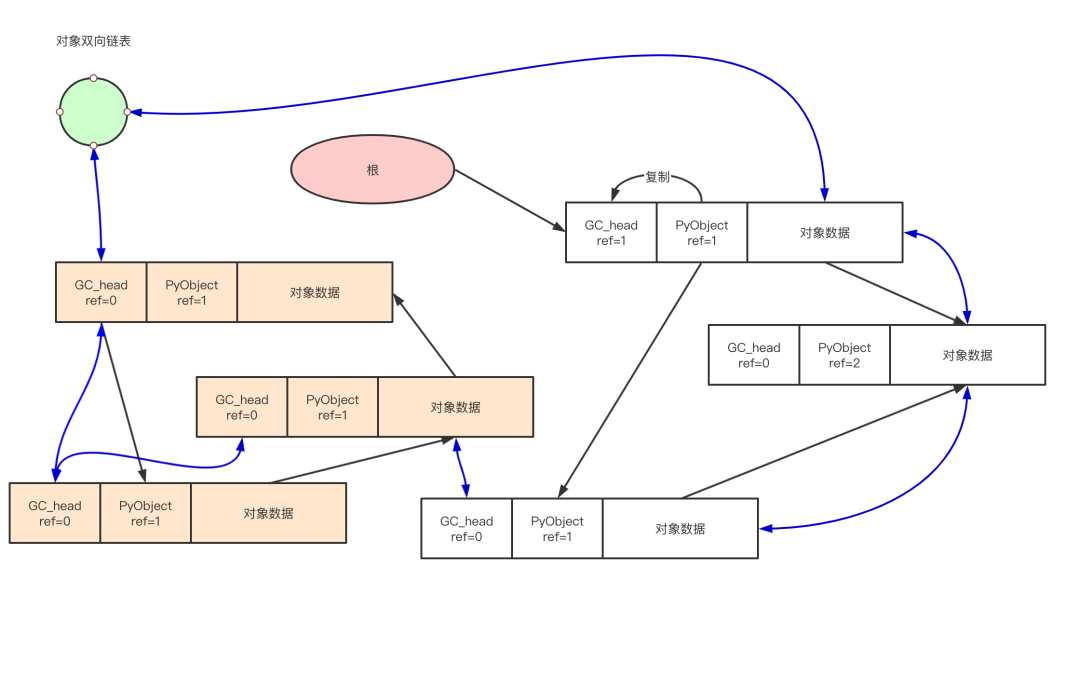 对象双向链表
根
复制
GC_head
ref=1
PyObject
ref=1
对象数据
GC_head
ref=0
PyObject
ref=1
对象数据
GC_head
ref=0
PyObject
ref=2
对象数据
GC_head
ref=0
PyObject
ref=1
对象数据
GC_head
ref=0
PyObject
ref=1
对象数据
GC_head
ref=0
PyObject
ref=1
对象数据